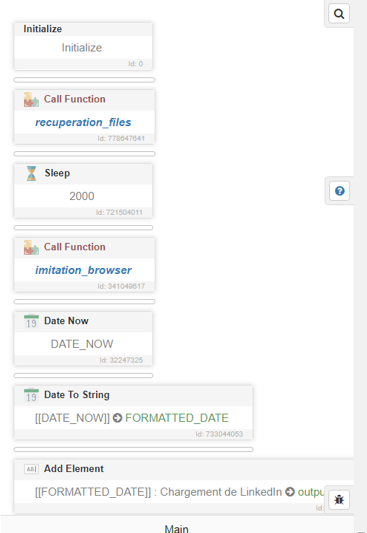 Initialize
Initialize
Id: 0
Call Function
recuperation_files
Id: 778647641
Sleep
2000
Id: 721504011
Call Function
imitation_browser
Id: 341049617
19 Date Now
DATE_NOW
Id: 32247325
19 Date To String
[[DATE_NOW]] FORMATTED_DATE
Id: 733044053
AB Add Element
[[FORMATTED_DATE]] : Chargement de LinkedIn outpu
Id:
Main